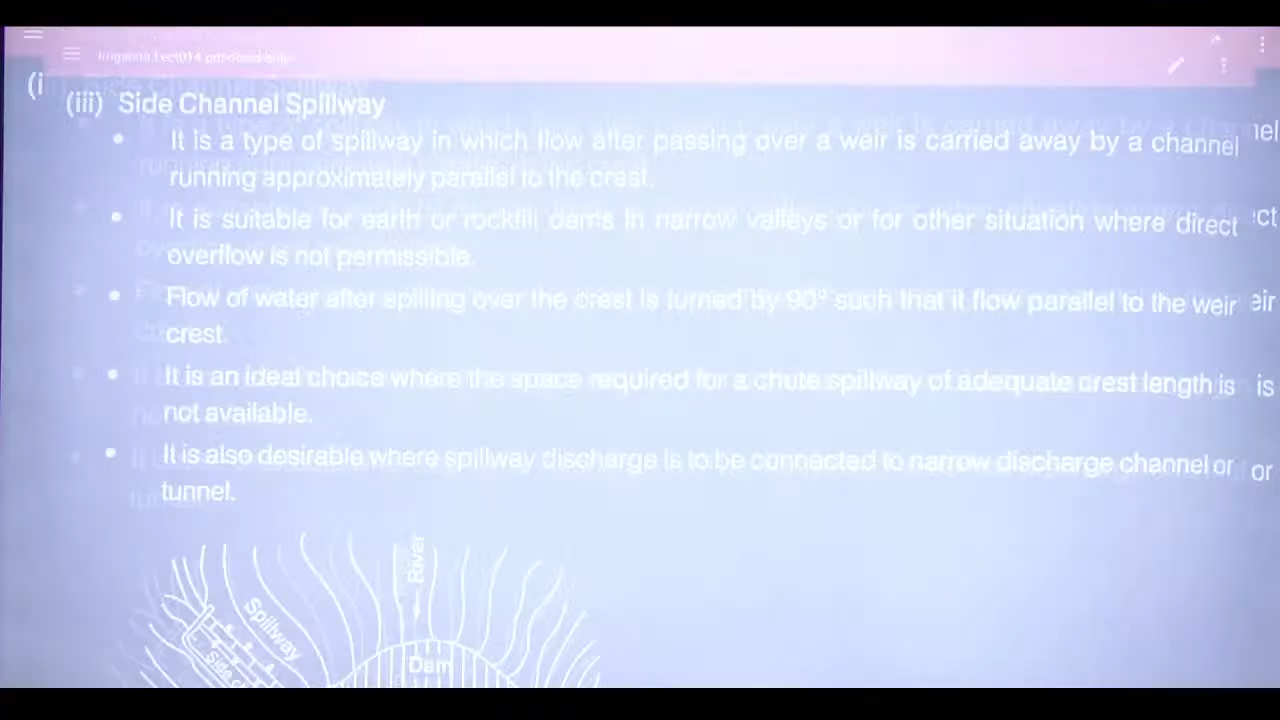 (iii) Side Channel Spillway
• It is a type of spillway in which flow after passing over a weir is carried away by a channel
running approximately parallel to the crest.
• It is suitable for earth or rockfill dams in narrow valleys or for other situation where direct
overflow is not permissible.
• Flow of water after spilling over the crest is turned by 90° such that it flow parallel to the weir
crest.
• It is an ideal choice where the space required for a chute spillway of adequate crest length is
not available.
• It is also desirable where spillway discharge is to be connected to narrow discharge channel or
tunnel.
River
Spillway
Side
Dam